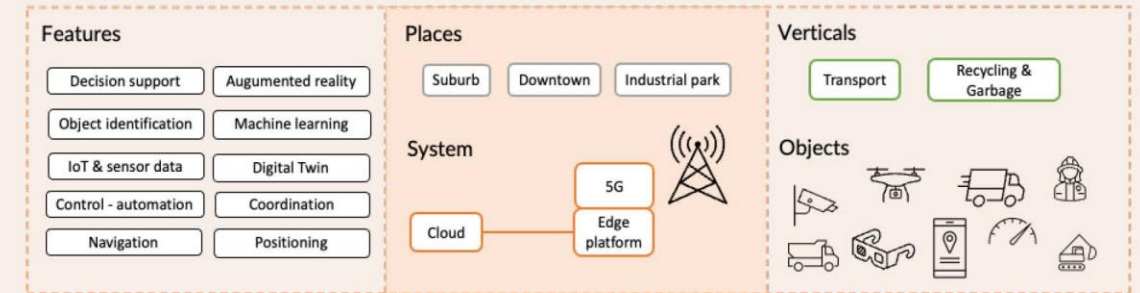 Features
Decision support
Augumented reality
Object identification
Machine learning
IoT & sensor data
Digital Twin
Control - automation
Coordination
Navigation
Positioning
Places
Suburb
Downtown
Industrial park
System
5G
Cloud
Edge
platform
Verticals
Transport
Recycling &
Garbage
Objects